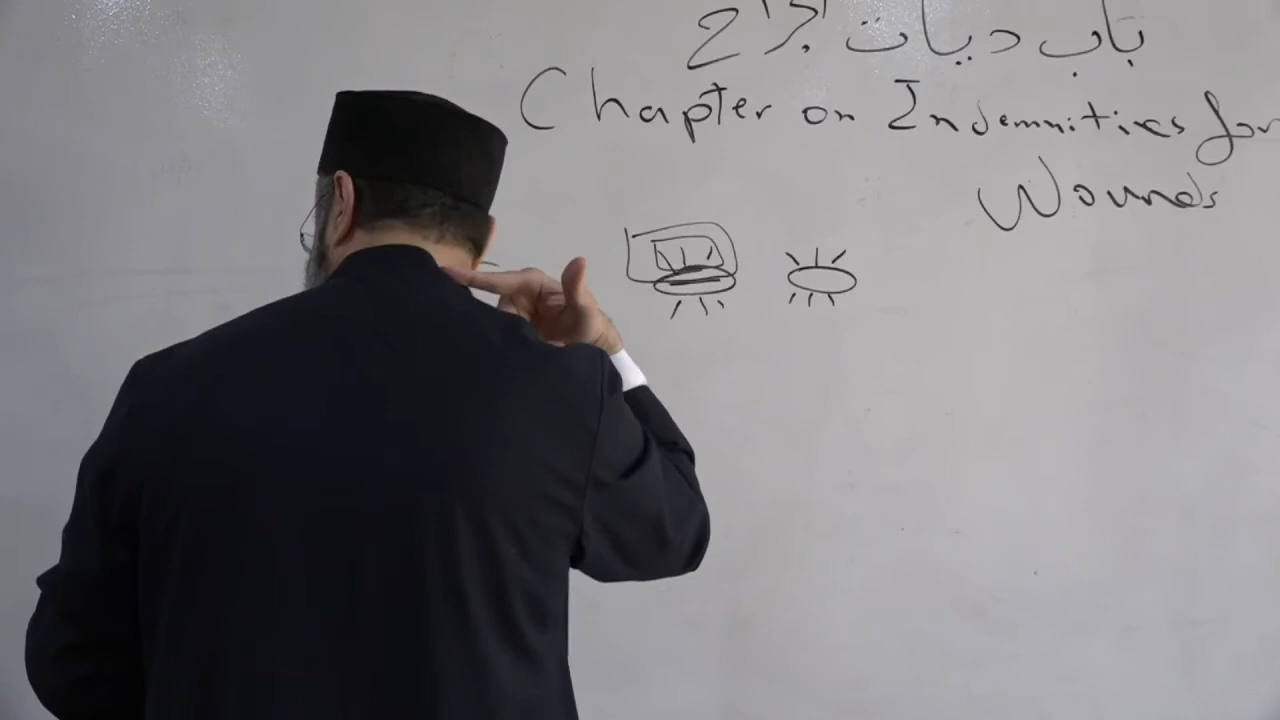 باب ديات الجراح
Chapter on Indemnities for
Wounds